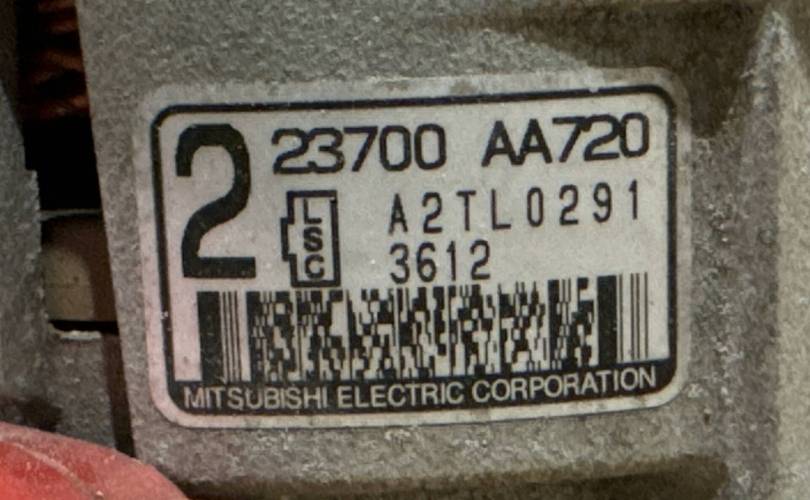 2 23700 AA720
LSC A2TL0291
3612
MITSUBISHI ELECTRIC CORPORATION